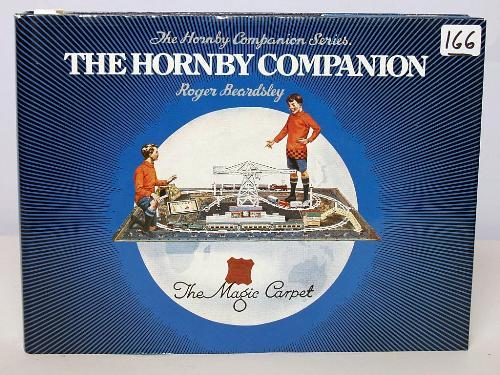 The Hornby Companion Series.
166
THE HORNBY COMPANION
Roger Beardsley
The Magic Carpet